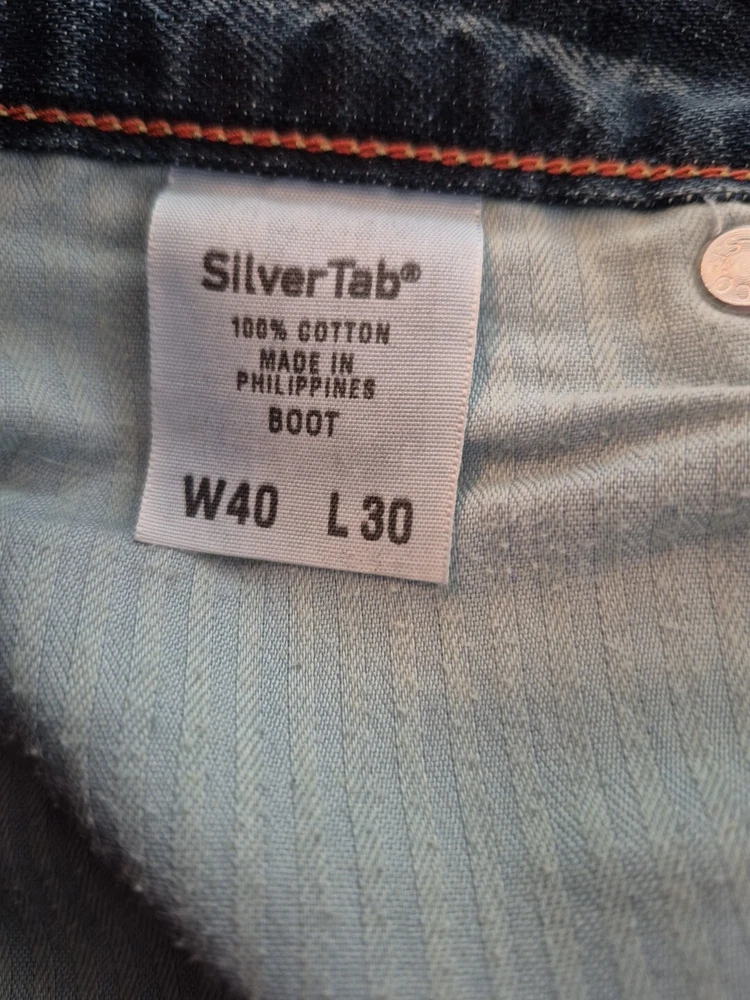 SilverTab®
100% COTTON
MADE IN
PHILIPPINES
BOOT
W40 L30